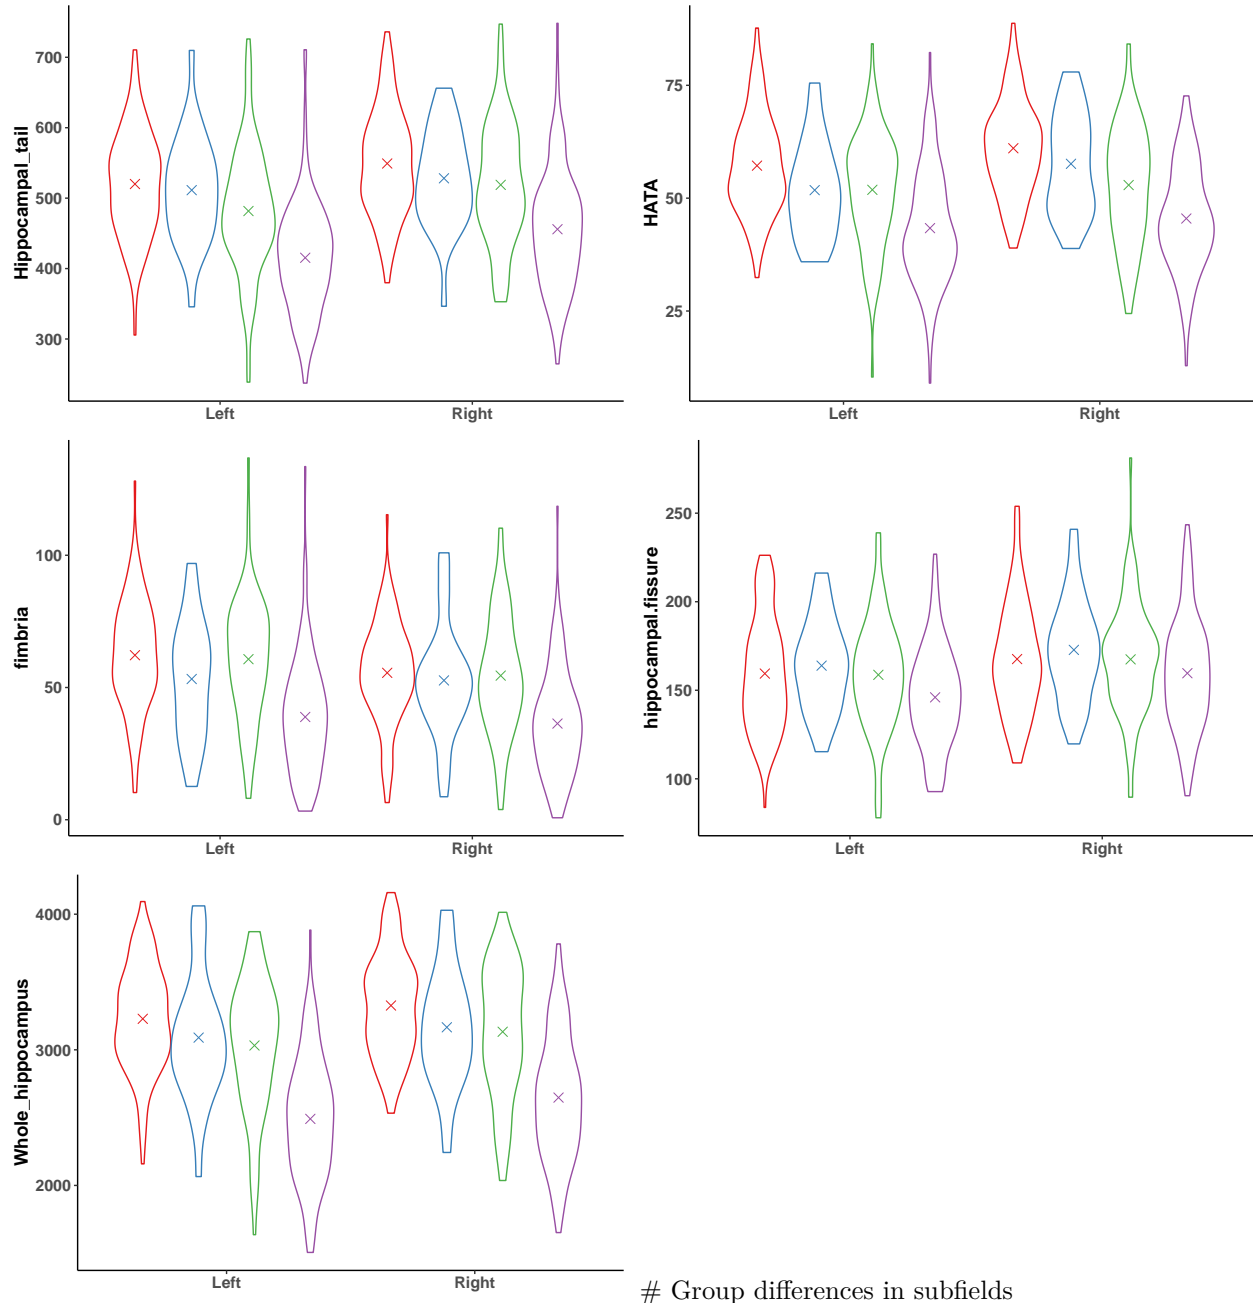 Hippocampal_tail
700
600
500
400
300
Left
Right
HATA
75
50
25
Left
Right
fimbria
100
50
0
Left
Right
hippocampal.fissure
250
200
150
100
Left
Right
Whole_hippocampus
4000
3000
2000
Left
Right
# Group differences in subfields